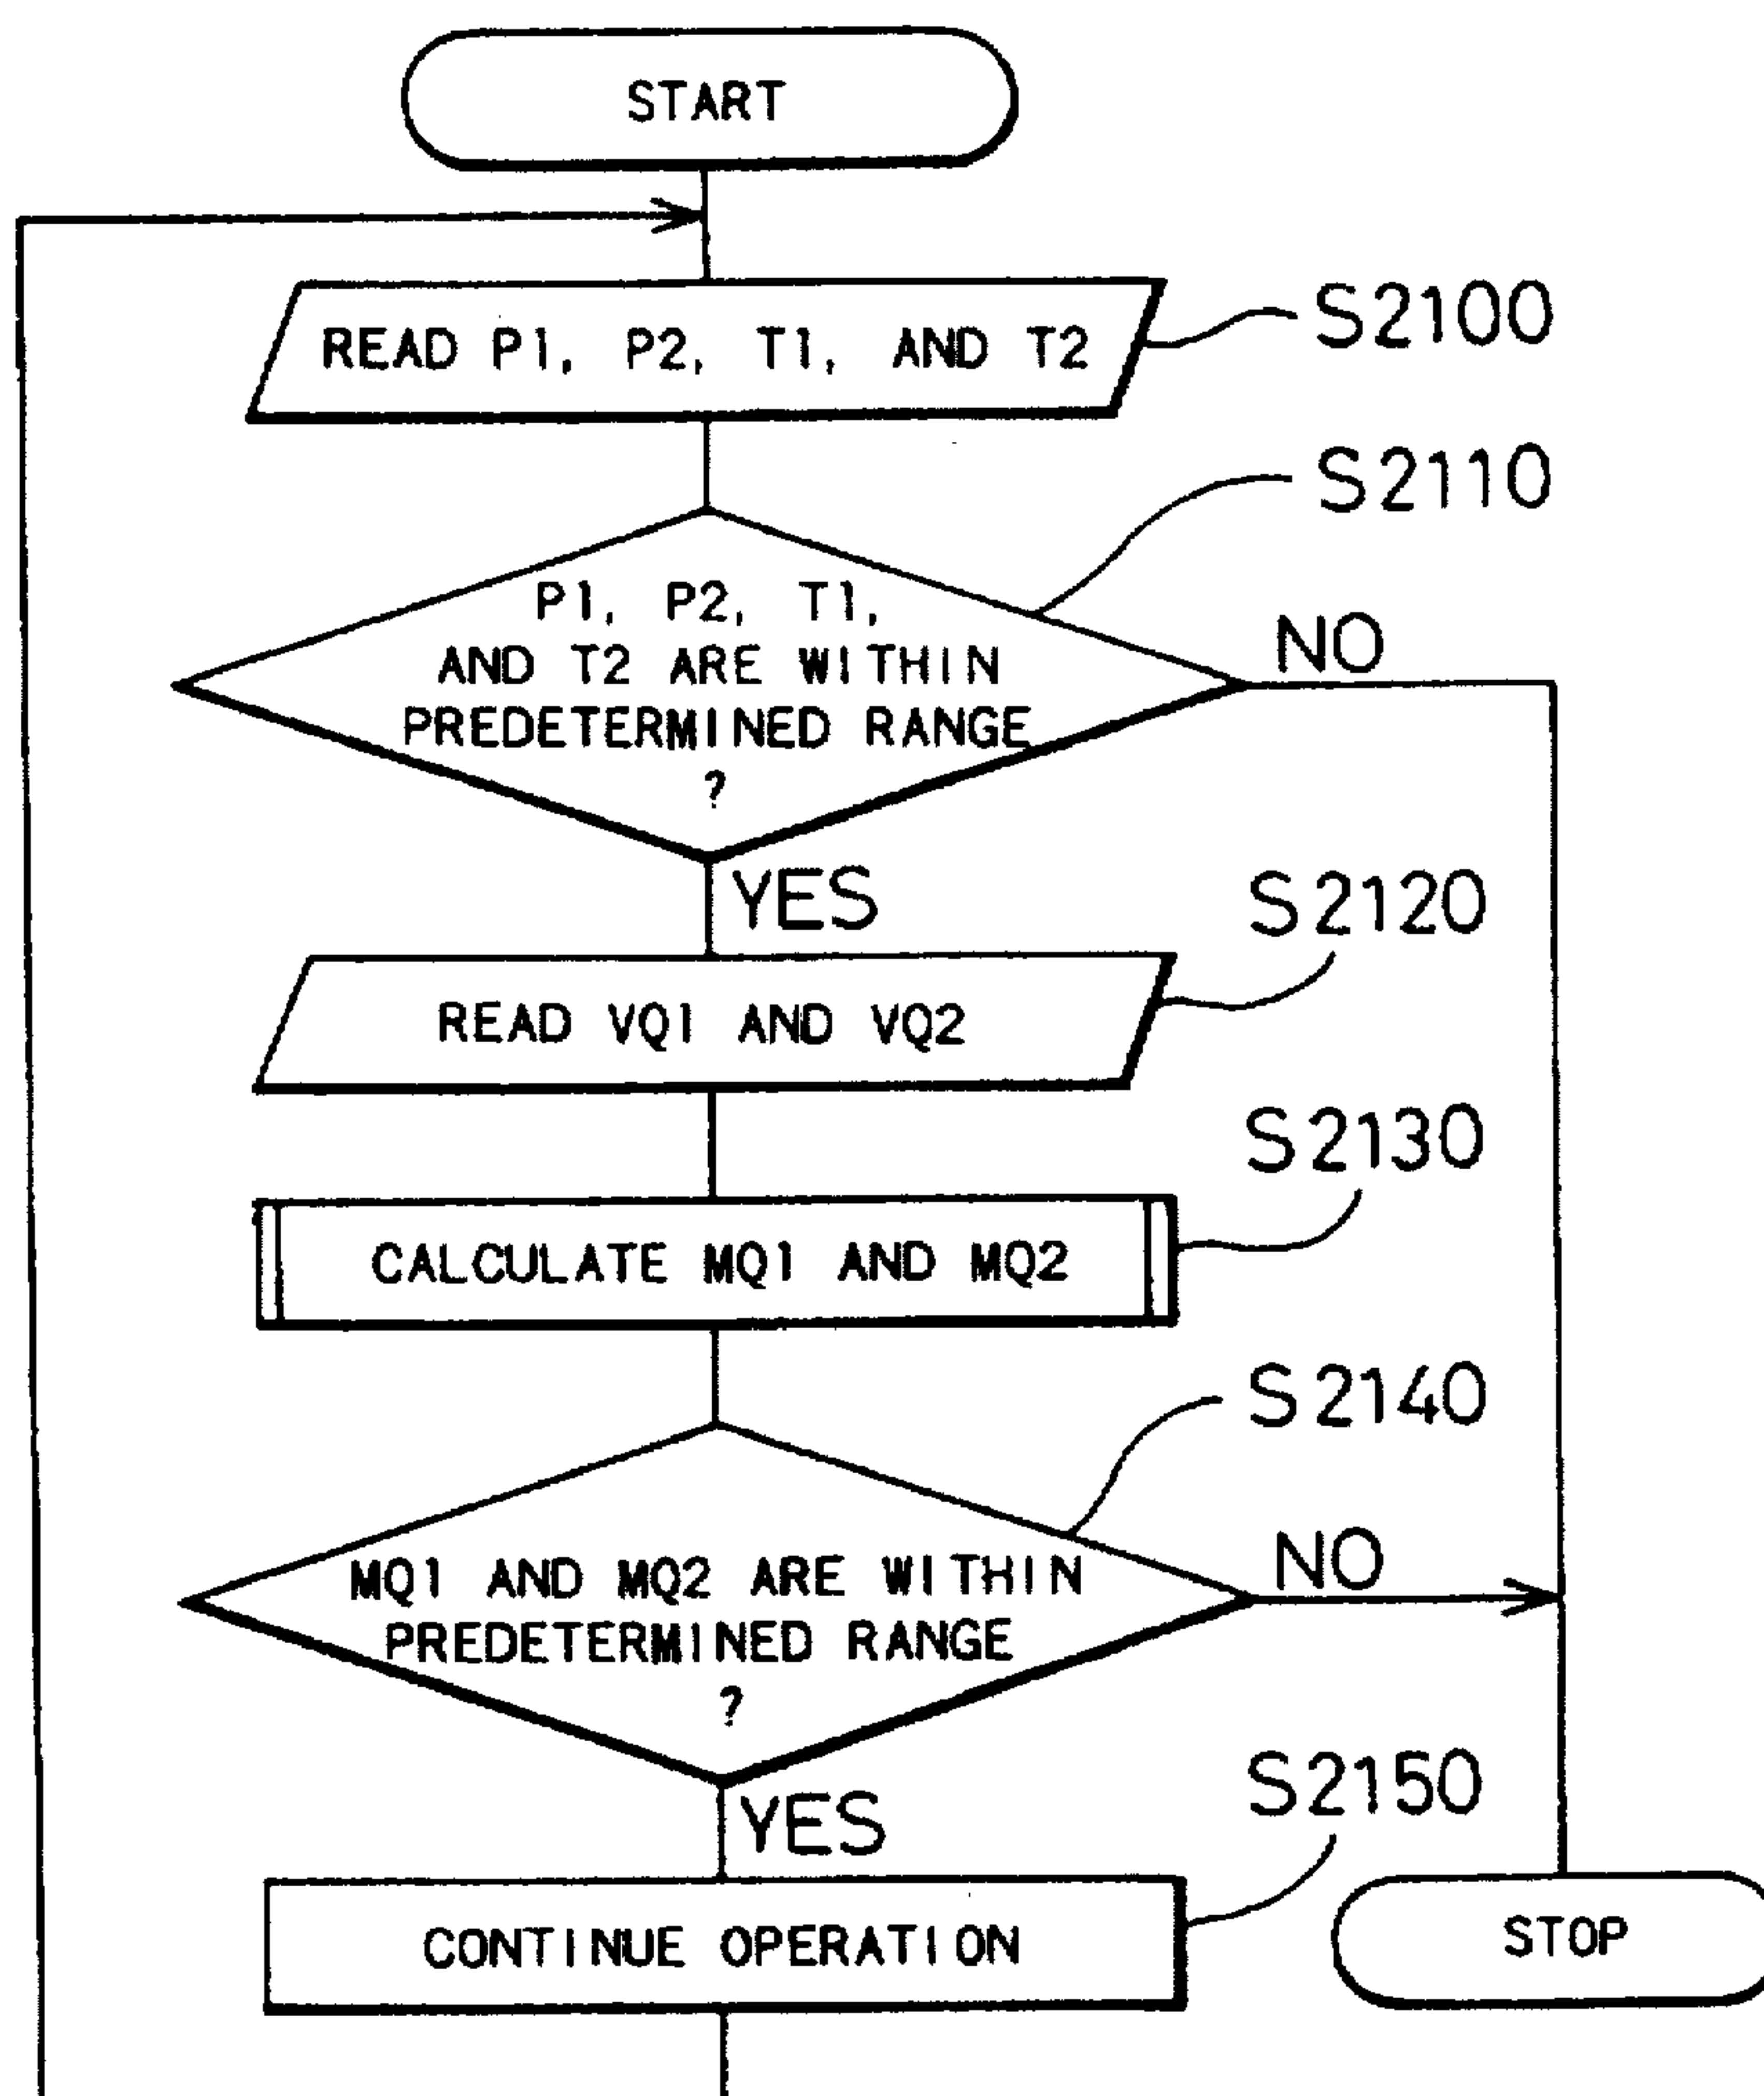 START
READ P1, P2, T1, AND T2
S2100
S2110
P1, P2, T1,
AND T2 ARE WITHIN
PREDETERMINED RANGE
?
NO
YES
S2120
READ VQ1 AND VQ2
S2130
CALCULATE MQ1 AND MQ2
S2140
MQ1 AND MQ2 ARE WITHIN
PREDETERMINED RANGE
?
NO
YES
S2150
CONTINUE OPERATION
STOP